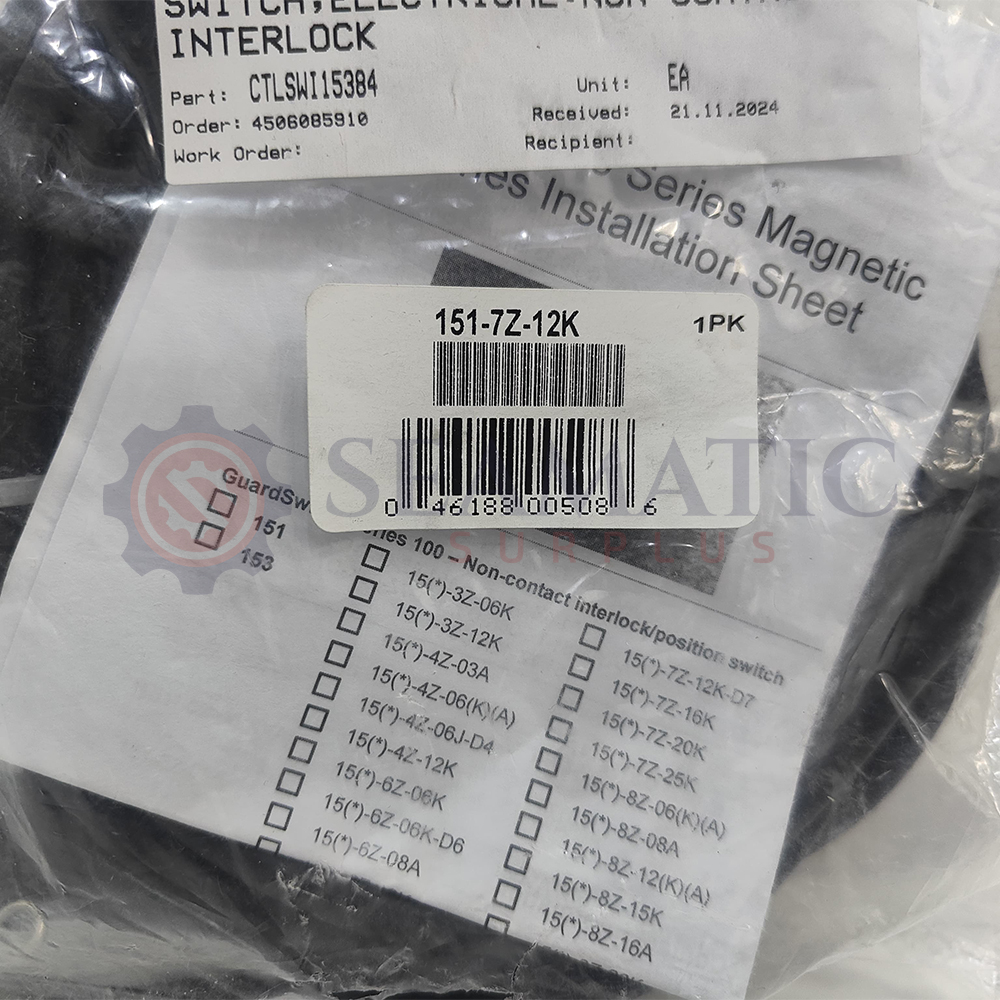 INTERLOCK
Part: CTLSWI15384
Unit: EA
Order: 4506085910
Received: 21.11.2024
Work Order:
Recipient:
Series Magnetic
Installation Sheet
151-7Z-12K
1PK
0 46188 00508 6
SUPLUS
151
153
100 - Non-contact interlock/position switch
15(*)-3Z-06K
15(*)-3Z-12K
15(*)-4Z-03A
15(*)-4Z-06(K)(A)
15(*)-4Z-06J-D4
15(*)-4Z-12K
15(*)-6Z-06K
15(*)-6Z-06K-D6
15(*)-6Z-08A
15(*)-7Z-12K-D7
15(*)-7Z-16K
15(*)-7Z-20K
15(*)-7Z-25K
15(*)-8Z-06(K)(A)
15(*)-8Z-08A
15(*)-8Z-12(K)(A)
15(*)-8Z-15K
15(*)-8Z-16A